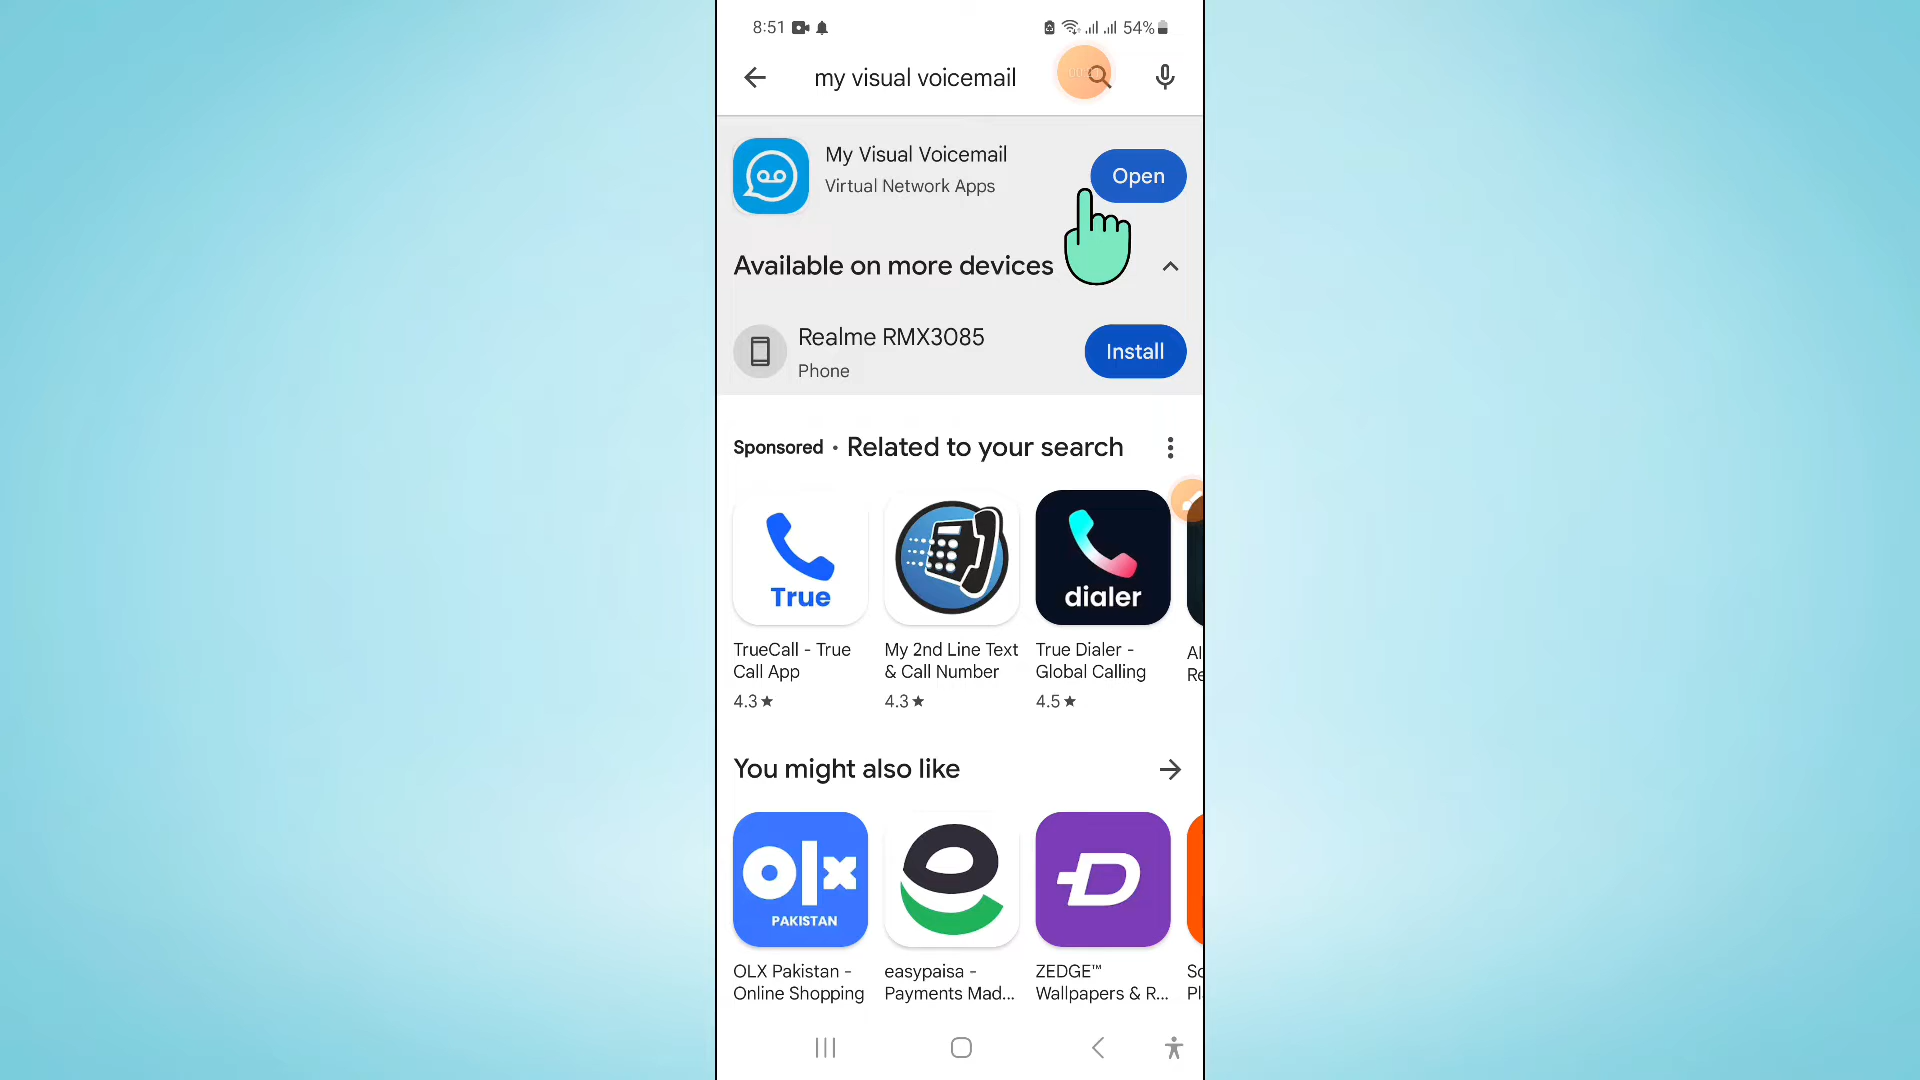 8:51 54%
my visual voicemail
My Visual Voicemail
Virtual Network Apps
Open
Available on more devices
Realme RMX3085
Phone
Install
Sponsored • Related to your search
True
dialer
TrueCall - True
Call App
4.3★
My 2nd Line Text
& Call Number
4.3★
True Dialer -
Global Calling
4.5★
You might also like
olx
PAKISTAN
OLX Pakistan -
Online Shopping
easypaisa -
Payments Mad...
ZEDGE™
Wallpapers & R...